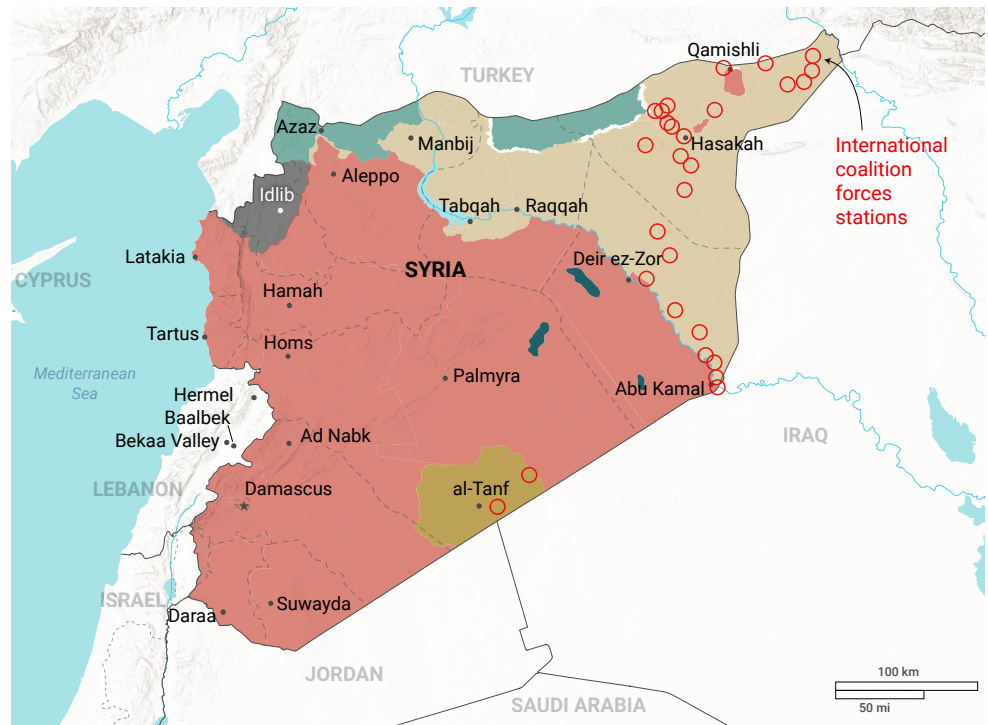 Qamishli
TURKEY
Azaz
Manbij
Hasakah
International
coalition
forces
stations
Aleppo
Idlib
Tabqah
Raqqah
Latakia
SYRIA
Deir ez-Zor
CYPRUS
Hamah
Tartus
Homs
Mediterranean
Sea
Palmyra
Abu Kamal
Hermel
Baalbek
Bekaa Valley
Ad Nabk
IRAQ
LEBANON
Damascus
al-Tanf
ISRAEL
Daraa
Suwayda
JORDAN
SAUDI ARABIA
100 km
50 mi